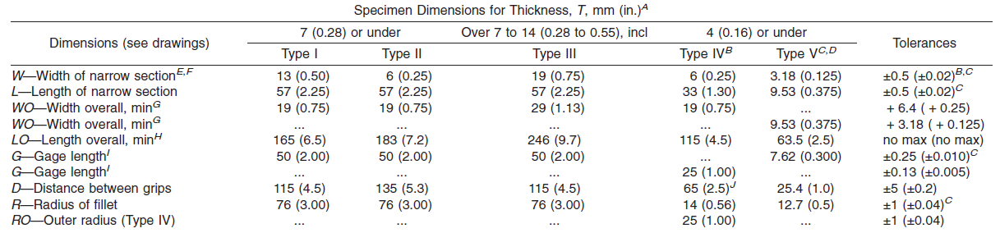 Specimen Dimensions for Thickness, T, mm (in.)A
Dimensions (see drawings) 7 (0.28) or under Over 7 to 14 (0.28 to 0.55), incl 4 (0.16) or under Tolerances
Type I Type II Type III Type IVB Type VC,D
W—Width of narrow sectionE,F 13 (0.50) 6 (0.25) 19 (0.75) 6 (0.25) 3.18 (0.125) ±0.5 (±0.02)B,C
L—Length of narrow section 57 (2.25) 57 (2.25) 57 (2.25) 33 (1.30) 9.53 (0.375) ±0.5 (±0.02)C
WO—Width overall, minG 19 (0.75) 19 (0.75) 29 (1.13) 19 (0.75) ... + 6.4 ( + 0.25)
WO—Width overall, minG ... ... ... ... 9.53 (0.375) + 3.18 ( + 0.125)
LO—Length overall, minH 165 (6.5) 183 (7.2) 246 (9.7) 115 (4.5) 63.5 (2.5) no max (no max)
G—Gage lengthI 50 (2.00) 50 (2.00) 50 (2.00) ... 7.62 (0.300) ±0.25 (±0.010)C
G—Gage lengthI ... ... ... 25 (1.00) ... ±0.13 (±0.005)
D—Distance between grips 115 (4.5) 135 (5.3) 115 (4.5) 65 (2.5)J 25.4 (1.0) ±5 (±0.2)
R—Radius of fillet 76 (3.00) 76 (3.00) 76 (3.00) 14 (0.56) 12.7 (0.5) ±1 (±0.04)C
RO—Outer radius (Type IV) ... ... ... 25 (1.00) ... ±1 (±0.04)